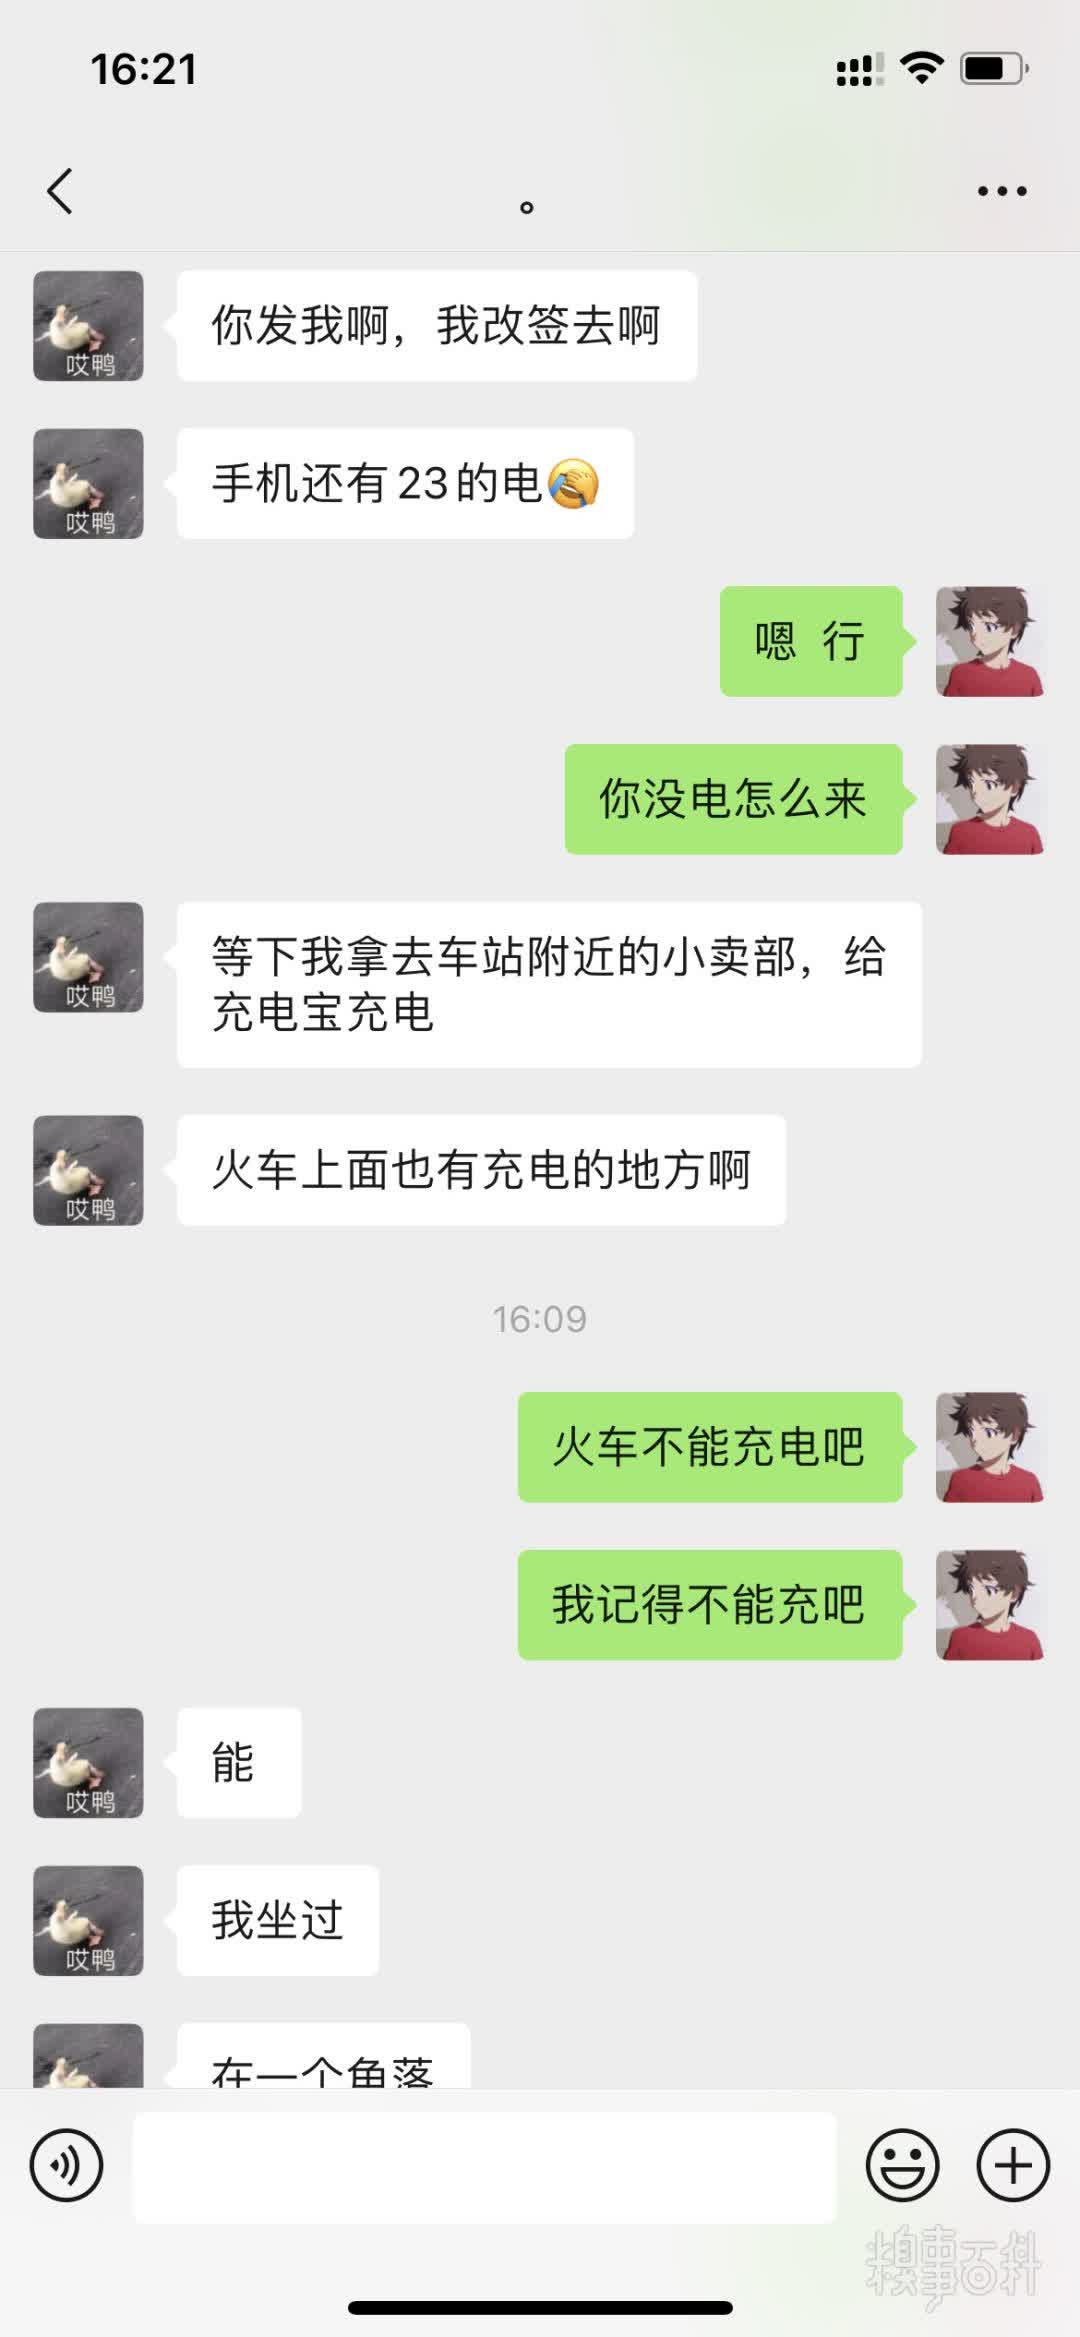 16:21
。
你发我啊，我改签去啊
哎鸭
手机还有23的电
哎鸭
嗯 行
你没电怎么来
等下我拿去车站附近的小卖部，给
充电宝充电
哎鸭
火车上面也有充电的地方啊
哎鸭
16:09
火车不能充电吧
我记得不能充吧
能
哎鸭
我坐过
哎鸭
在一个角落
糗事百科